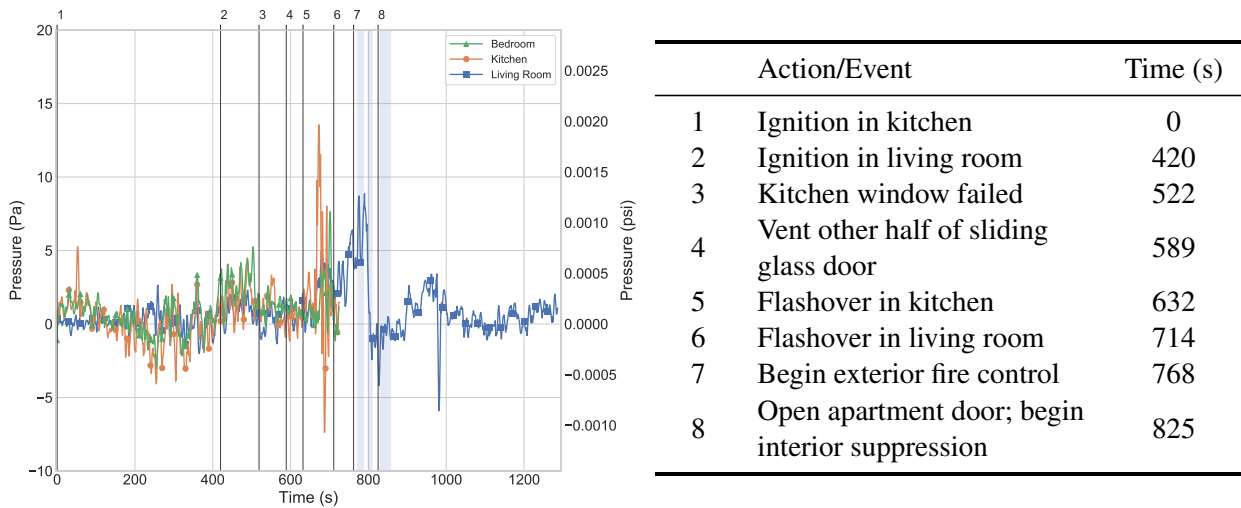 1 2 3 4 5 6 7 8
20
15
10
5
0
−5
−10
Pressure (Pa)
Bedroom
Kitchen
Living Room
0.0025
0.0020
0.0015
0.0010
0.0005
0.0000
−0.0005
−0.0010
Pressure (psi)
0 200 400 600 800 1000 1200
Time (s)
Action/Event Time (s)
1 Ignition in kitchen 0
2 Ignition in living room 420
3 Kitchen window failed 522
4 Vent other half of sliding
glass door 589
5 Flashover in kitchen 632
6 Flashover in living room 714
7 Begin exterior fire control 768
8 Open apartment door; begin
interior suppression 825